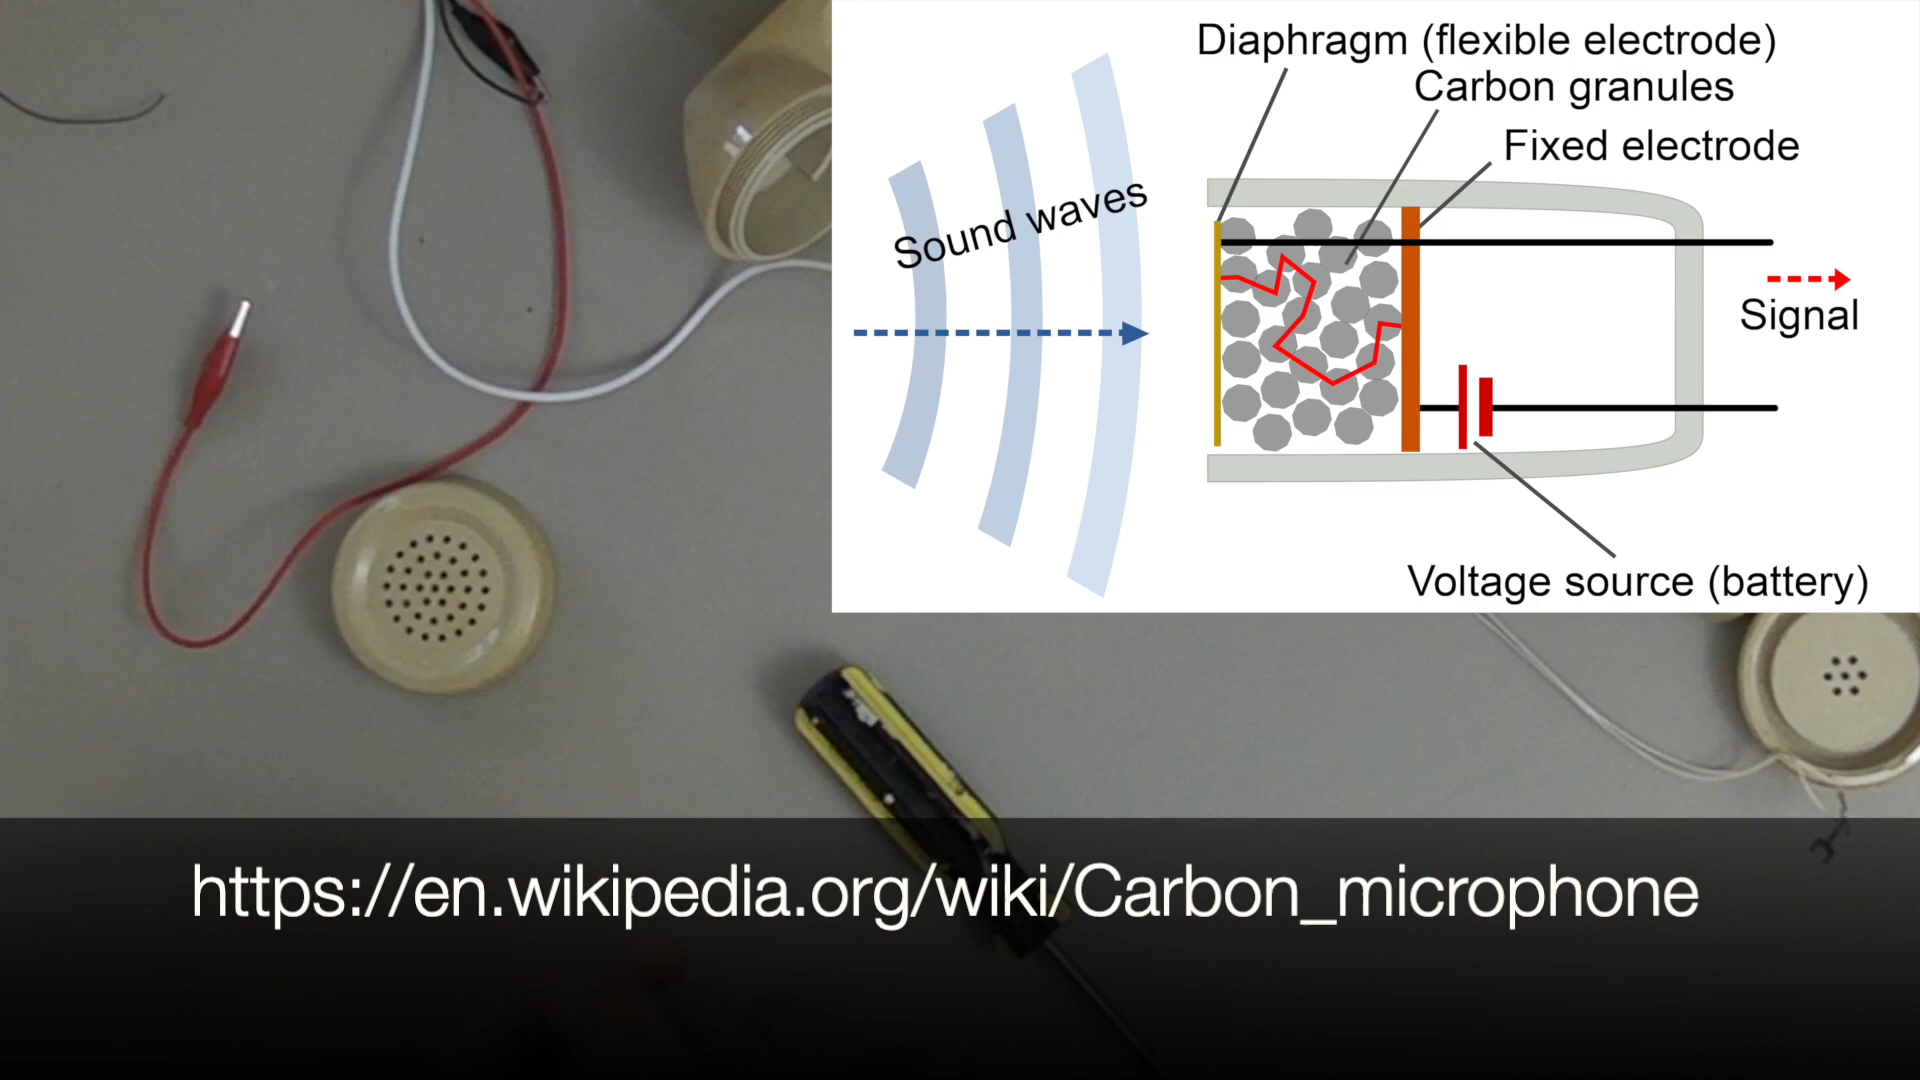 Diaphragm (flexible electrode)
Carbon granules
Fixed electrode
Sound waves
Signal
Voltage source (battery)
https://en.wikipedia.org/wiki/Carbon_microphone